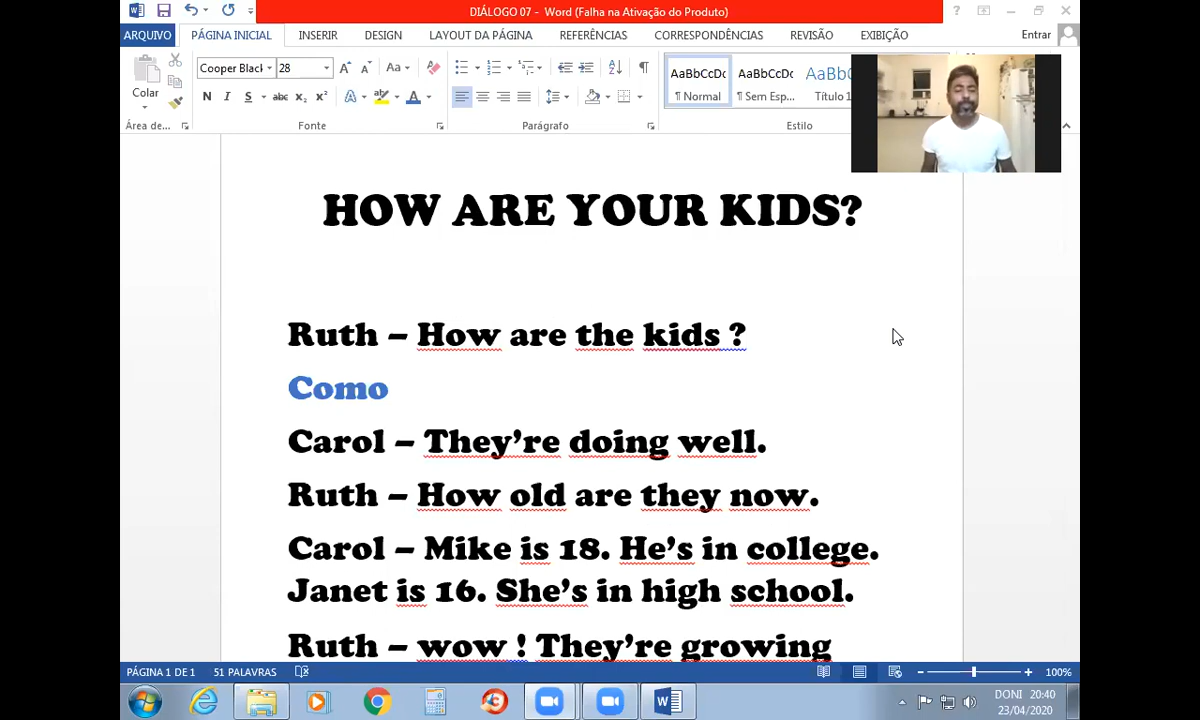 DIÁLOGO 07 - Word (Falha na Ativação do Produto)
ARQUIVO PÁGINA INICIAL INSERIR DESIGN LAYOUT DA PÁGINA REFERÊNCIAS CORRESPONDÊNCIAS REVISÃO EXIBIÇÃO Entrar
Colar
Cooper Black 28
Aa
N I S abc x₂ x²
AaBbCcDc AaBbCcDc AaBbC
¶ Normal ¶ Sem Esp... Título 1
Área de... Fonte Parágrafo Estilo
HOW ARE YOUR KIDS?
Ruth – How are the kids ?
Como
Carol – They’re doing well.
Ruth – How old are they now.
Carol – Mike is 18. He’s in college.
Janet is 16. She’s in high school.
Ruth – wow ! They’re growing
PÁGINA 1 DE 1 51 PALAVRAS 100%
DONI 20:40
23/04/2020